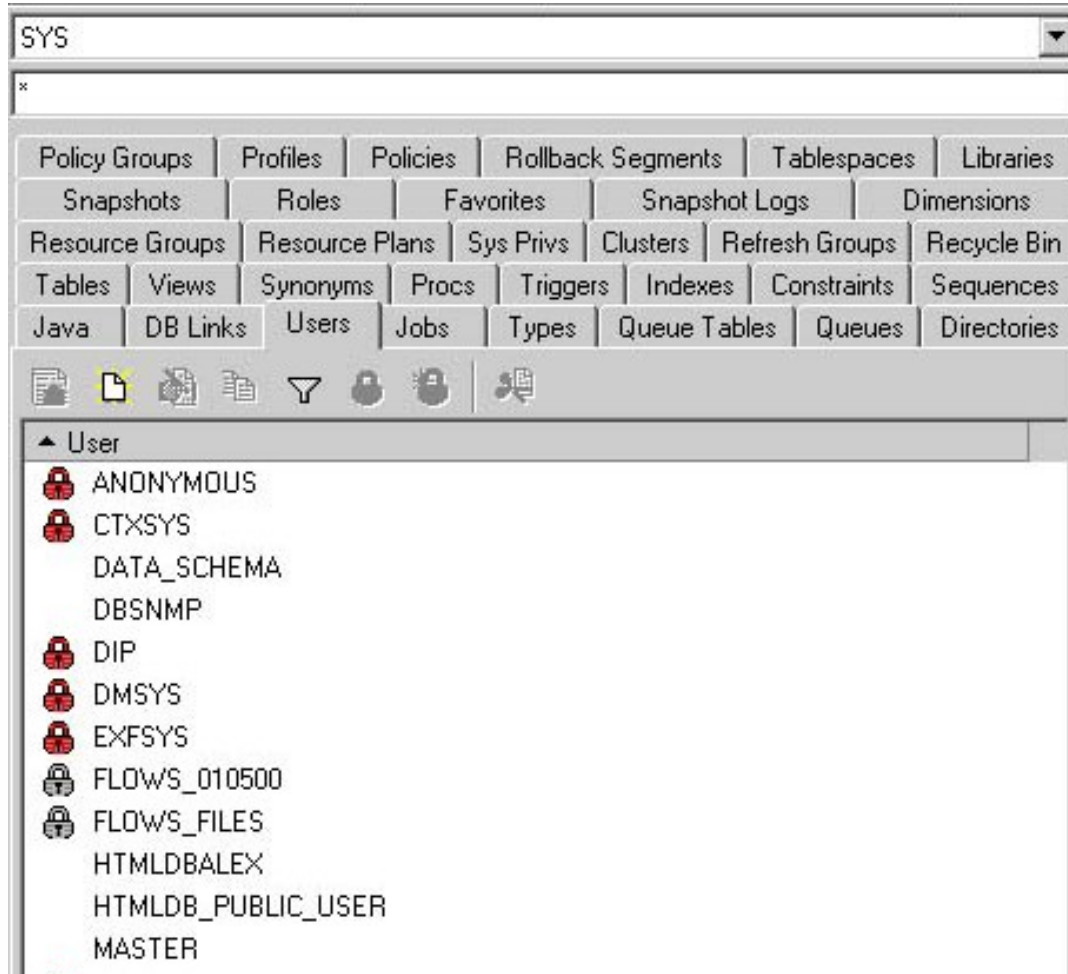 SYS
*
Policy Groups Profiles Policies Rollback Segments Tablespaces Libraries
Snapshots Roles Favorites Snapshot Logs Dimensions
Resource Groups Resource Plans Sys Privs Clusters Refresh Groups Recycle Bin
Tables Views Synonyms Procs Triggers Indexes Constraints Sequences
Java DB Links Users Jobs Types Queue Tables Queues Directories
User
ANONYMOUS
CTXSYS
DATA_SCHEMA
DBSNMP
DIP
DMSYS
EXFSYS
FLOWS_010500
FLOWS_FILES
HTMLDBALEX
HTMLDB_PUBLIC_USER
MASTER